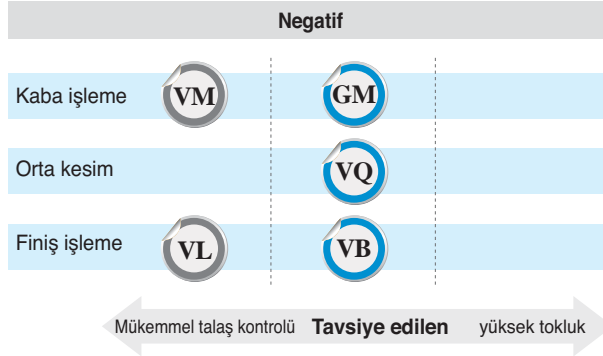 Negatif
Kaba işleme VM GM
Orta kesim VQ
Finiş işleme VL VB
Mükemmel talaş kontrolü Tavsiye edilen yüksek tokluk